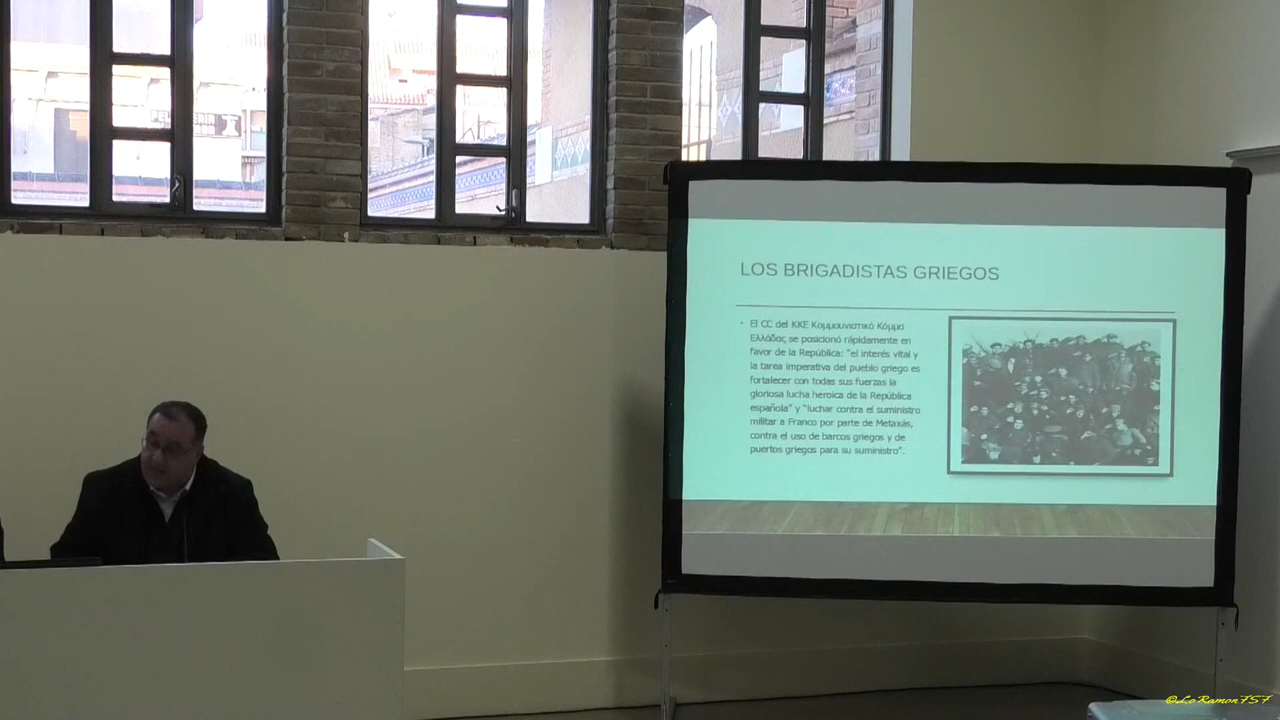 LOS BRIGADISTAS GRIEGOS
• El CC del KKE Κομμουνιστικό Κόμμα
Ελλάδας se posicionó rápidamente en
favor de la República: "el interés vital y
la tarea imperativa del pueblo griego es
fortalecer con todas sus fuerzas la
gloriosa lucha heroica de la República
española" y "luchar contra el suministro
militar a Franco por parte de Metaxás,
contra el uso de barcos griegos y de
puertos griegos para su suministro".
©LoRamon757